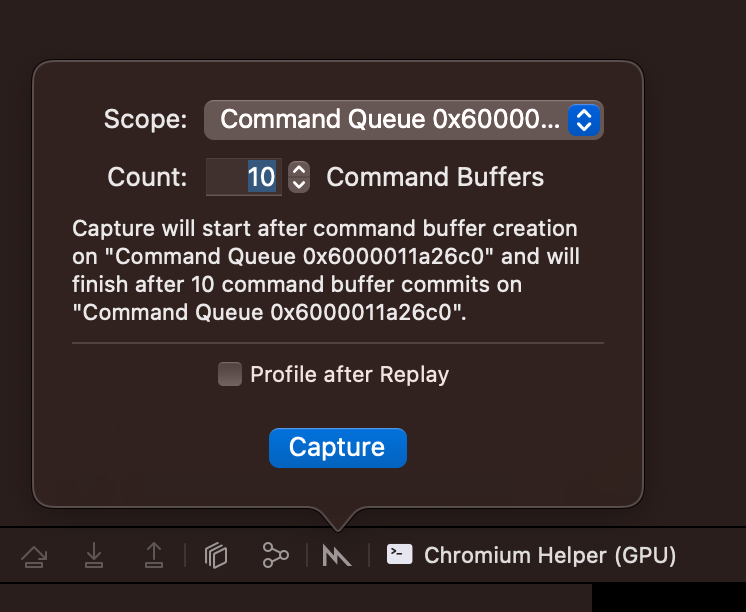 Scope: Command Queue 0x60000...
Count: 10 Command Buffers
Capture will start after command buffer creation
on "Command Queue 0x6000011a26c0" and will
finish after 10 command buffer commits on
"Command Queue 0x6000011a26c0".
Profile after Replay
Capture
Chromium Helper (GPU)